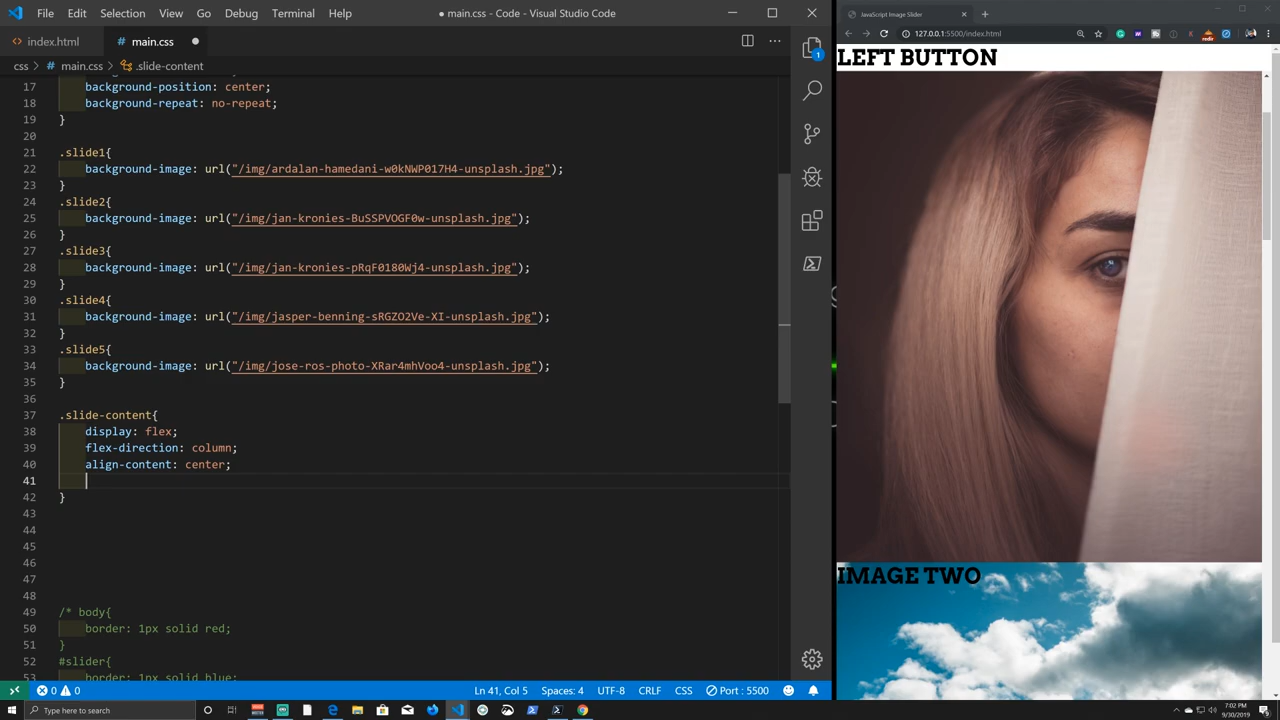 File Edit Selection View Go Debug Terminal Help
● main.css - Code - Visual Studio Code
index.html
main.css
css > main.css > .slide-content
17
18
19
20
21
22
23
24
25
26
27
28
29
30
31
32
33
34
35
36
37
38
39
40
41
42
43
44
45
46
47
48
49
50
51
52
53
background-position: center;
background-repeat: no-repeat;
}
.slide1{
background-image: url("/img/ardalan-hamedani-w0kNWP017H4-unsplash.jpg");
}
.slide2{
background-image: url("/img/jan-kronies-BuSSPVOGF0w-unsplash.jpg");
}
.slide3{
background-image: url("/img/jan-kronies-pRqF0180Wj4-unsplash.jpg");
}
.slide4{
background-image: url("/img/jasper-benning-sRGZO2Ve-XI-unsplash.jpg");
}
.slide5{
background-image: url("/img/jose-ros-photo-XRar4mhVoo4-unsplash.jpg");
}
.slide-content{
display: flex;
flex-direction: column;
align-content: center;
}
/* body{
border: 1px solid red;
}
#slider{
border: 1px solid blue;
1
0 0
Ln 41, Col 5
Spaces: 4
UTF-8
CRLF
CSS
Port : 5500
JavaScript Image Slider
127.0.0.1:5500/index.html
LEFT BUTTON
IMAGE TWO
Type here to search
7:02 PM
9/30/2019